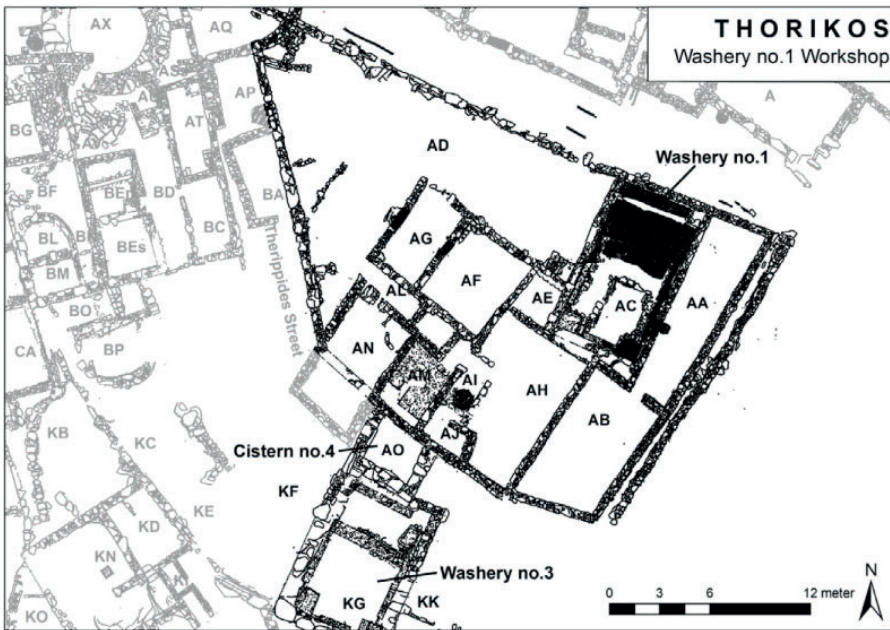 THORIKOS
Washery no.1 Workshop
AX
AQ
AS
AP
A
BG
AT
AD
Washery no.1
BF
BD
BA
BL
BC
BEs
AG
AF
AE
AC
AA
BM
Therippides Street
BO
AL
CA
BP
AN
AM
AI
AH
AB
AJ
KB
KC
Cistern no.4
AO
KE
KF
KD
KN
Washery no.3
KG
KK
KO
N
0 3 6 12 meter